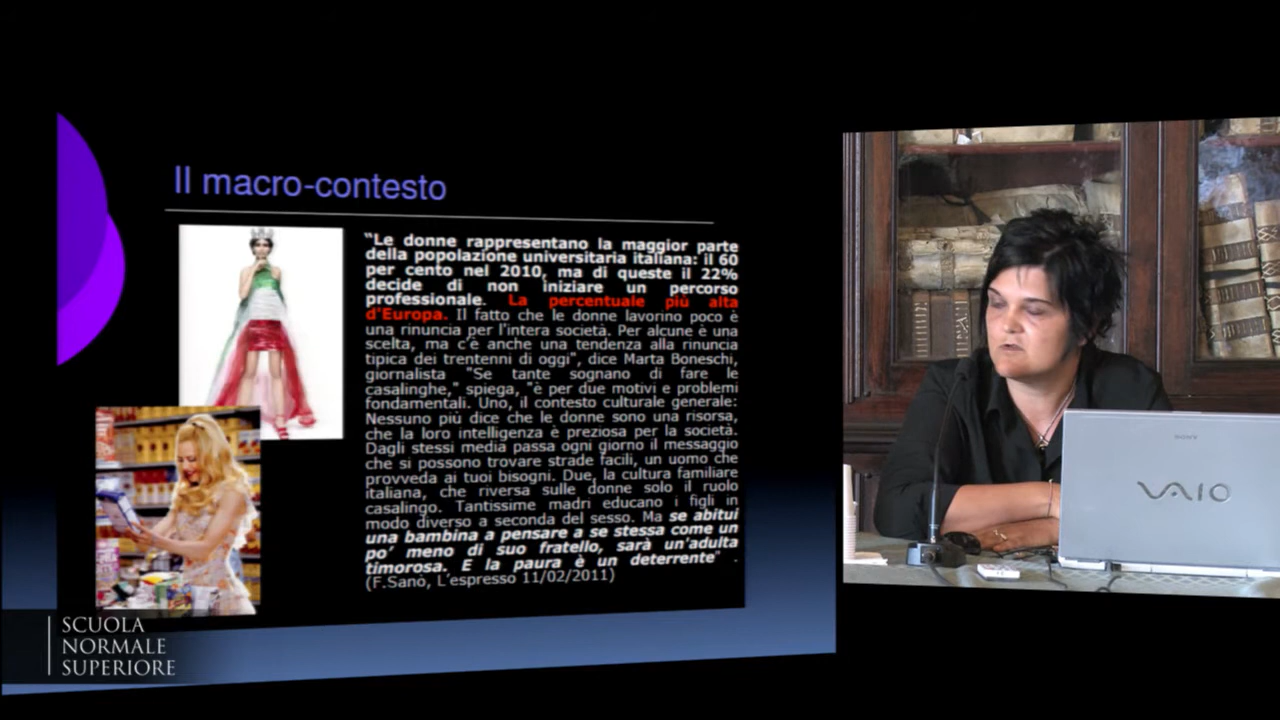 Il macro-contesto
“Le donne rappresentano la maggior parte
della popolazione universitaria italiana: il 60
per cento nel 2010, ma di queste il 22%
decide di non iniziare un percorso
professionale. La percentuale più alta
d'Europa. Il fatto che le donne lavorino poco è
una rinuncia per l'intera società. Per alcune è una
scelta, ma c'è anche una tendenza alla rinuncia
tipica dei trentenni di oggi", dice Marta Boneschi,
giornalista "Se tante sognano di fare le
casalinghe," spiega, "è per due motivi e problemi
fondamentali. Uno, il contesto culturale generale:
Nessuno più dice che le donne sono una risorsa,
che la loro intelligenza è preziosa per la società.
Dagli stessi media passa ogni giorno il messaggio
che si possono trovare strade facili, un uomo che
provveda ai tuoi bisogni. Due, la cultura familiare
italiana, che riversa sulle donne solo il ruolo
casalingo. Tantissime madri educano i figli in
modo diverso a seconda del sesso. Ma se abitui
una bambina a pensare a se stessa come un
po' meno di suo fratello, sarà un'adulta
timorosa. E la paura è un deterrente" .
(F.Sanò, L'espresso 11/02/2011)
SCUOLA
NORMALE
SUPERIORE
SONY
VAIO